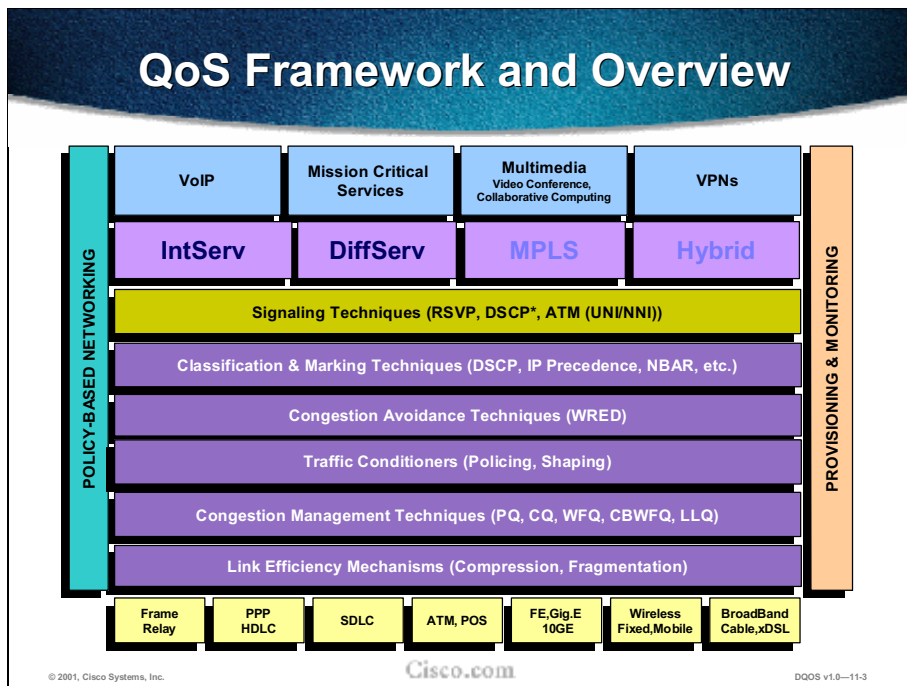 QoS Framework and Overview
POLICY-BASED NETWORKING
VoIP
Mission Critical
Services
Multimedia
Video Conference,
Collaborative Computing
VPNs
IntServ
DiffServ
MPLS
Hybrid
Signaling Techniques (RSVP, DSCP*, ATM (UNI/NNI))
Classification & Marking Techniques (DSCP, IP Precedence, NBAR, etc.)
Congestion Avoidance Techniques (WRED)
Traffic Conditioners (Policing, Shaping)
Congestion Management Techniques (PQ, CQ, WFQ, CBWFQ, LLQ)
Link Efficiency Mechanisms (Compression, Fragmentation)
PROVISIONING & MONITORING
Frame
Relay
PPP
HDLC
SDLC
ATM, POS
FE,Gig.E
10GE
Wireless
Fixed,Mobile
BroadBand
Cable,xDSL
© 2001, Cisco Systems, Inc.
Cisco.com
DQOS v1.0—11-3